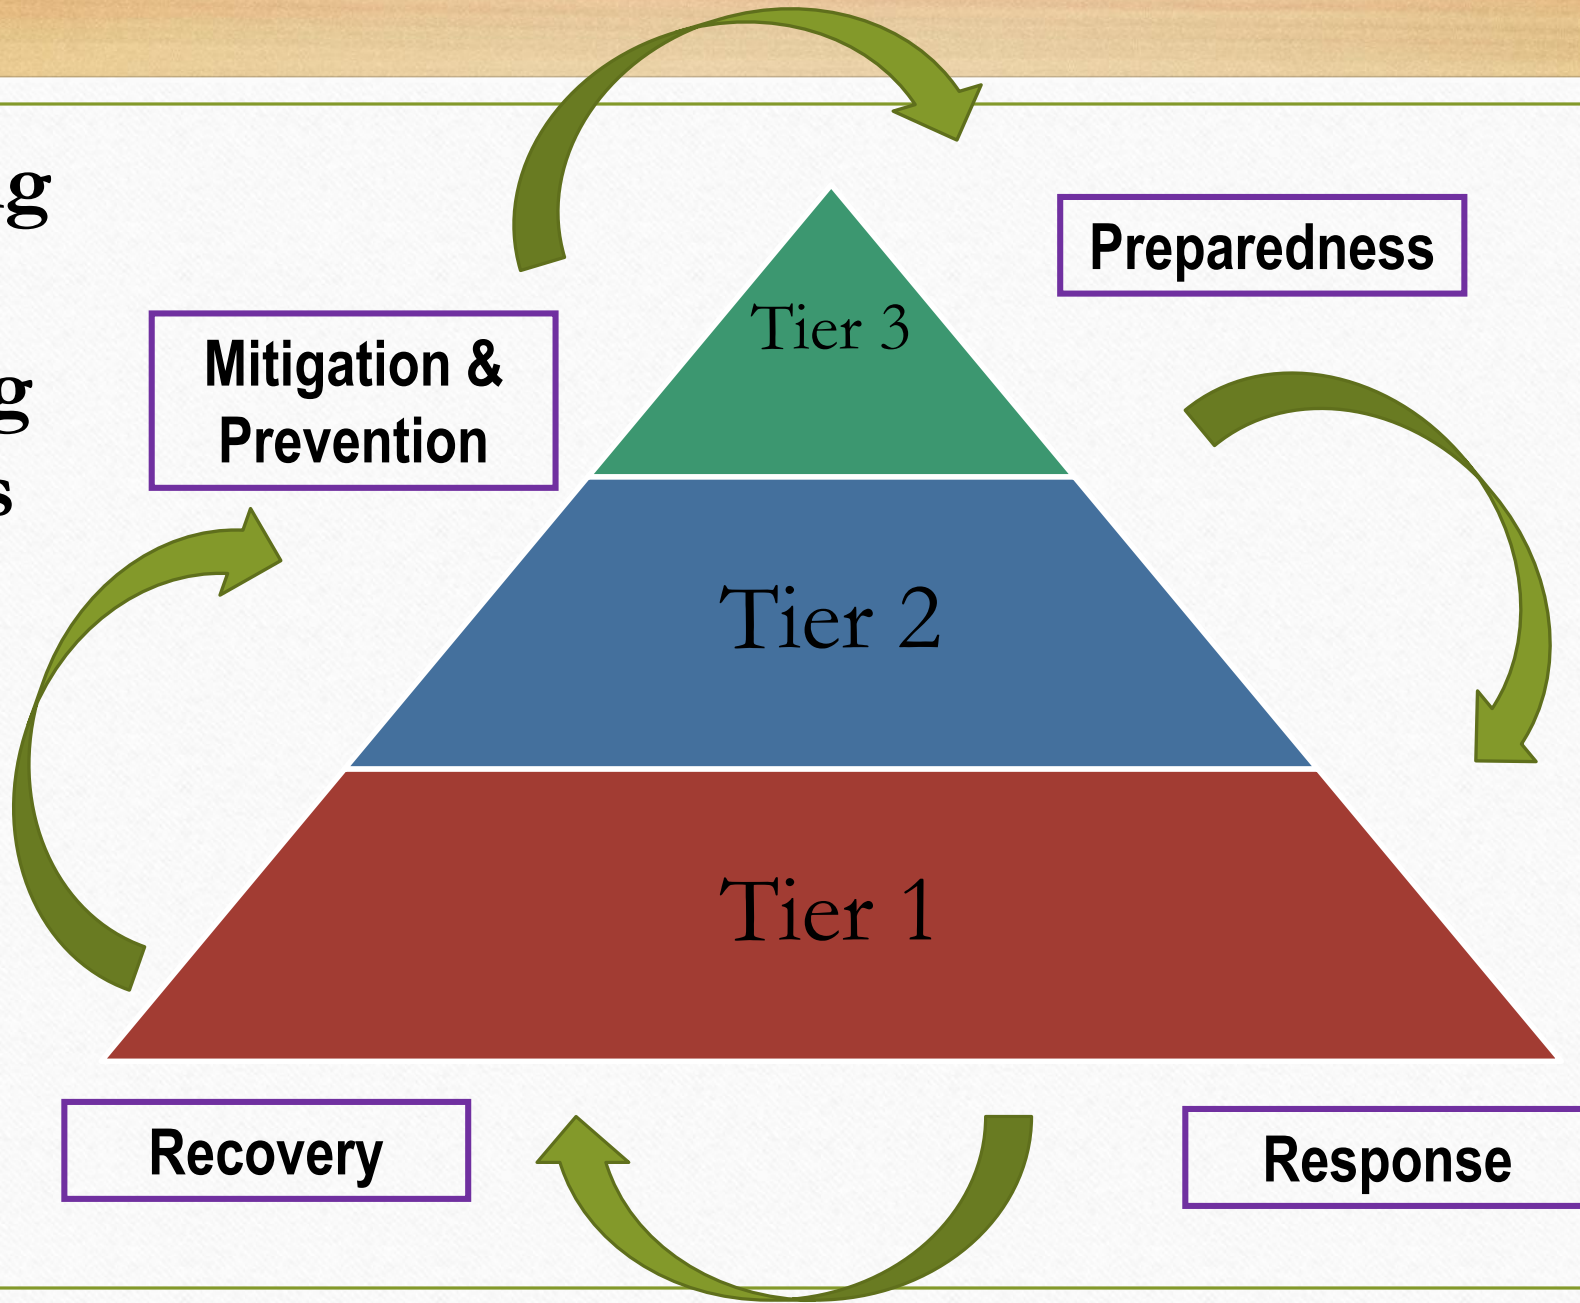 Preparedness
Tier 3
Mitigation &
Prevention
Tier 2
Tier 1
Recovery
Response